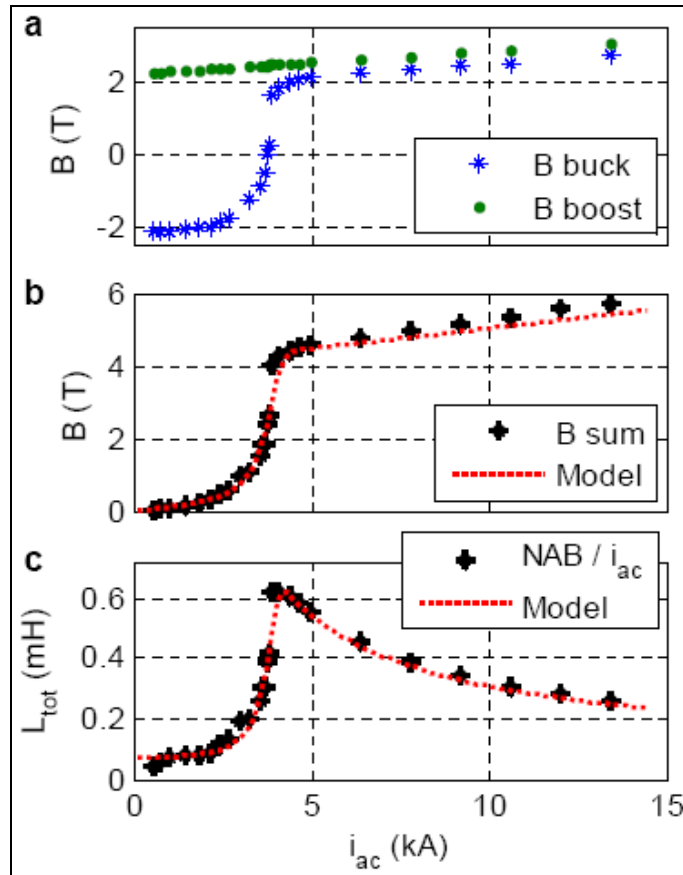 a
B (T)
2
0
-2
B buck
B boost
b
B (T)
6
4
2
0
B sum
Model
c
L_tot (mH)
0.6
0.4
0.2
0
NAB / i_ac
Model
0 5 10 15
i_ac (kA)